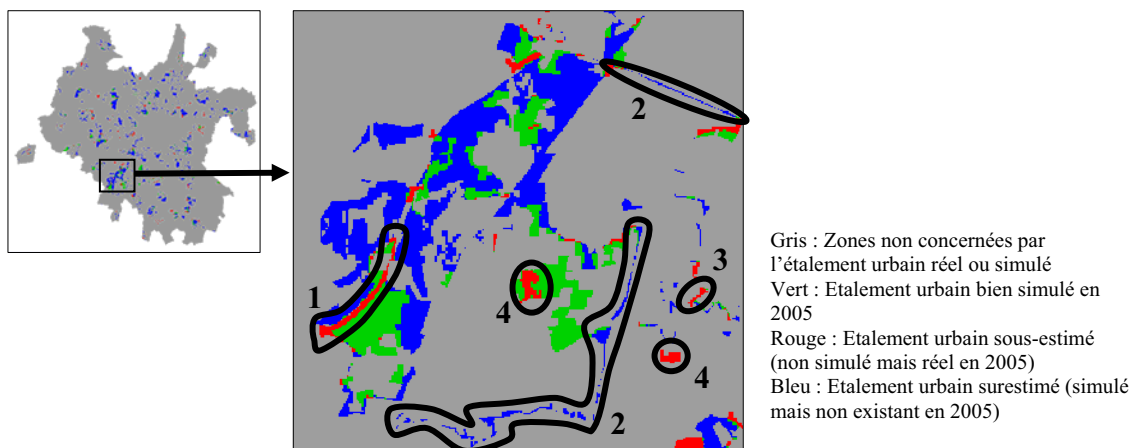 2
1
3
4
4
2
Gris : Zones non concernées par
l'étalement urbain réel ou simulé
Vert : Etalement urbain bien simulé en
2005
Rouge : Etalement urbain sous-estimé
(non simulé mais réel en 2005)
Bleu : Etalement urbain surestimé (simulé
mais non existant en 2005)